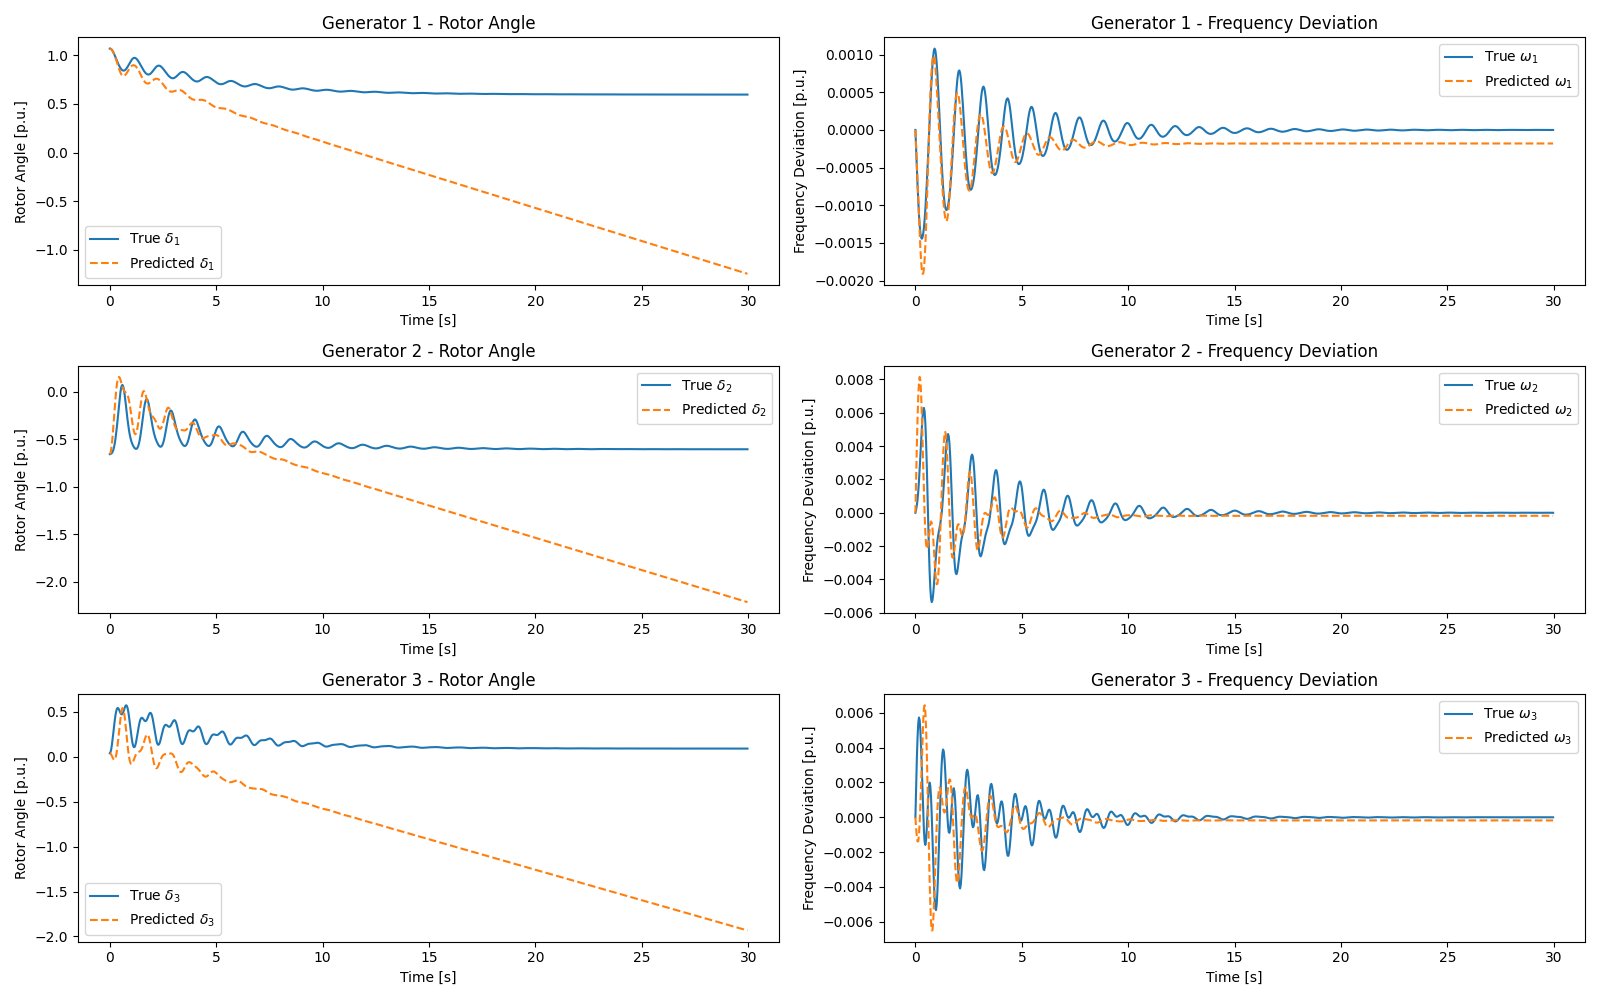 Generator 1 - Rotor Angle
Rotor Angle [p.u.]
1.0
0.5
0.0
−0.5
−1.0
True δ₁
Predicted δ₁
0 5 10 15 20 25 30
Time [s]
Generator 1 - Frequency Deviation
Frequency Deviation [p.u.]
0.0010
0.0005
0.0000
−0.0005
−0.0010
−0.0015
−0.0020
True ω₁
Predicted ω₁
0 5 10 15 20 25 30
Time [s]
Generator 2 - Rotor Angle
Rotor Angle [p.u.]
0.0
−0.5
−1.0
−1.5
−2.0
True δ₂
Predicted δ₂
0 5 10 15 20 25 30
Time [s]
Generator 2 - Frequency Deviation
Frequency Deviation [p.u.]
0.008
0.006
0.004
0.002
0.000
−0.002
−0.004
−0.006
True ω₂
Predicted ω₂
0 5 10 15 20 25 30
Time [s]
Generator 3 - Rotor Angle
Rotor Angle [p.u.]
0.5
0.0
−0.5
−1.0
−1.5
−2.0
True δ₃
Predicted δ₃
0 5 10 15 20 25 30
Time [s]
Generator 3 - Frequency Deviation
Frequency Deviation [p.u.]
0.006
0.004
0.002
0.000
−0.002
−0.004
−0.006
True ω₃
Predicted ω₃
0 5 10 15 20 25 30
Time [s]